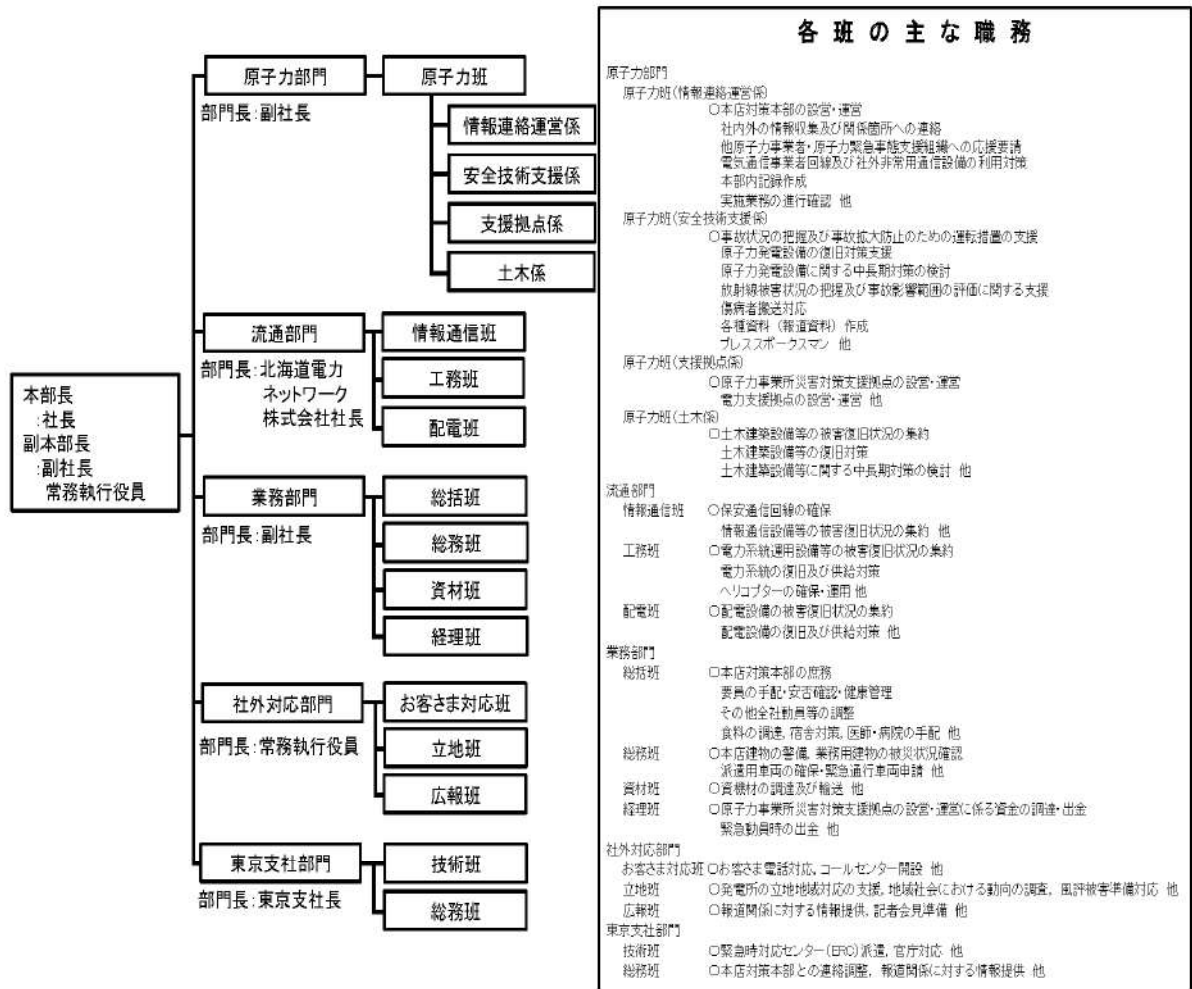 原子力部門
部門長：副社長
原子力班
情報連絡運営係
安全技術支援係
支援拠点係
土木係
流通部門
部門長：北海道電力
ネットワーク
株式会社社長
情報通信班
工務班
配電班
本部長
：社長
副本部長
：副社長
常務執行役員
業務部門
部門長：副社長
総括班
総務班
資材班
経理班
社外対応部門
部門長：常務執行役員
お客さま対応班
立地班
広報班
東京支社部門
部門長：東京支社長
技術班
総務班
各班の主な職務
原子力部門
原子力班(情報連絡運営係)
○本店対策本部の設営・運営
社内外の情報収集及び関係箇所への連絡
他原子力事業者・原子力緊急事態支援組織への応援要請
電気通信事業者回線及び社外非常用通信設備の利用対策
本部内記録作成
実施業務の進行確認 他
原子力班(安全技術支援係)
○事故状況の把握及び事故拡大防止のための運転措置の支援
原子力発電設備の復旧対策支援
原子力発電設備に関する中長期対策の検討
放射線被害状況の把握及び事故影響範囲の評価に関する支援
傷病者搬送対応
各種資料（報道資料）作成
プレススポークスマン 他
原子力班(支援拠点係)
○原子力事業所災害対策支援拠点の設営・運営
電力支援拠点の設営・運営 他
原子力班(土木係)
○土木建築設備等の被害復旧状況の集約
土木建築設備等の復旧対策
土木建築設備等に関する中長期対策の検討 他
流通部門
情報通信班 ○保安通信回線の確保
情報通信設備等の被害復旧状況の集約 他
工務班 ○電力系統運用設備等の被害復旧状況の集約
電力系統の復旧及び供給対策
ヘリコプターの確保・運用 他
配電班 ○配電設備の被害復旧状況の集約
配電設備の復旧及び供給対策 他
業務部門
総括班 ○本店対策本部の庶務
要員の手配・安否確認・健康管理
その他全社動員等の調整
食料の調達，宿舎対策，医師・病院の手配 他
総務班 ○本店建物の警備，業務用建物の被災状況確認
派遣用車両の確保・緊急通行車両申請 他
資材班 ○資機材の調達及び輸送 他
経理班 ○原子力事業所災害対策支援拠点の設営・運営に係る資金の調達・出金
緊急動員時の出金 他
社外対応部門
お客さま対応班 ○お客さま電話対応，コールセンター開設 他
立地班 ○発電所の立地地域対応の支援，地域社会における動向の調査，風評被害準備対応 他
広報班 ○報道関係に対する情報提供，記者会見準備 他
東京支社部門
技術班 ○緊急時対応センター(ERC)派遣，官庁対応 他
総務班 ○本店対策本部との連絡調整，報道関係に対する情報提供 他